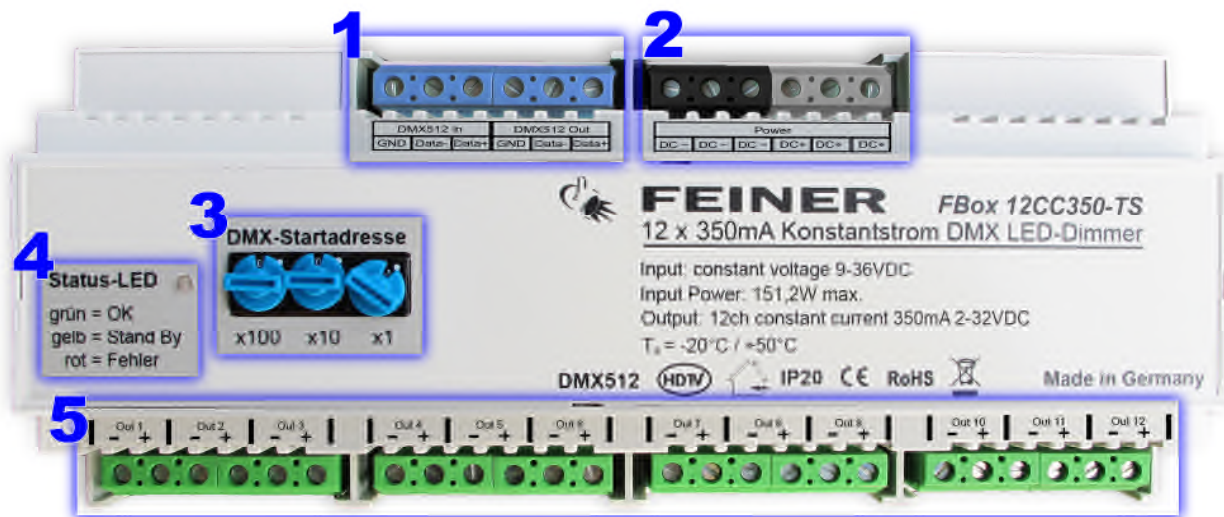 1
2
DMX512 In DMX512 Out
GND Data- Data+ GND Data- Data+
Power
DC - DC - DC - DC+ DC+ DC+
3
DMX-Startadresse
x100 x10 x1
4
Status-LED
grün = OK
gelb = Stand By
rot = Fehler
FEINER FBox 12CC350-TS
12 x 350mA Konstantstrom DMX LED-Dimmer
Input: constant voltage 9-36VDC
Input Power: 151,2W max.
Output: 12ch constant current 350mA 2-32VDC
= -20°C / +50°C
DMX512 HDTV IP20 CE RoHS Made in Germany
5
Out 1 Out 2 Out 3 Out 4 Out 5 Out 6 Out 7 Out 8 Out 10 Out 11 Out 12
- + - + - + - + - + - + - + - + - + - + - + - +